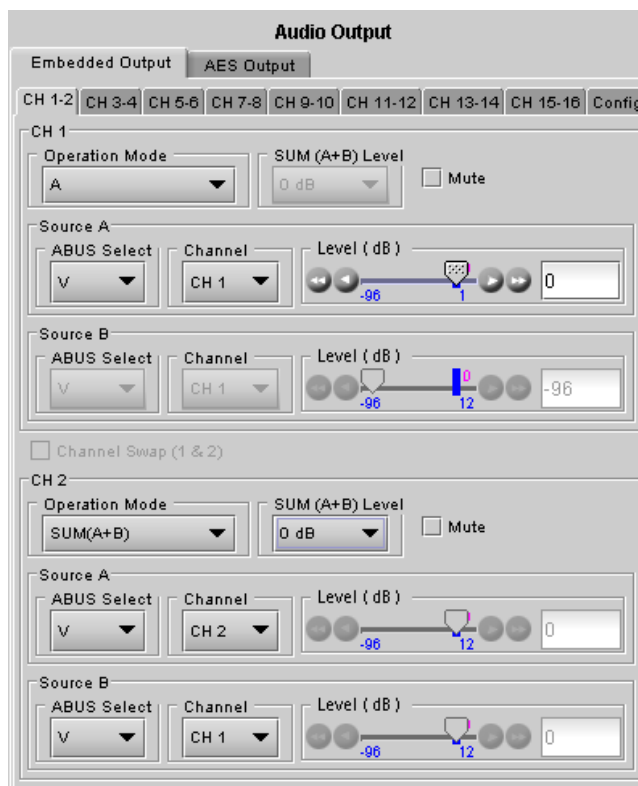 Audio Output
Embedded Output AES Output
CH 1-2 CH 3-4 CH 5-6 CH 7-8 CH 9-10 CH 11-12 CH 13-14 CH 15-16 Config
CH 1
Operation Mode SUM (A+B) Level
A 0 dB Mute
Source A
ABUS Select Channel Level ( dB )
V CH 1 0
-96 1
Source B
ABUS Select Channel Level ( dB )
V CH 1 0 -96
-96 12
Channel Swap (1 & 2)
CH 2
Operation Mode SUM (A+B) Level
SUM(A+B) 0 dB Mute
Source A
ABUS Select Channel Level ( dB )
V CH 2 0
-96 12
Source B
ABUS Select Channel Level ( dB )
V CH 1 0
-96 12